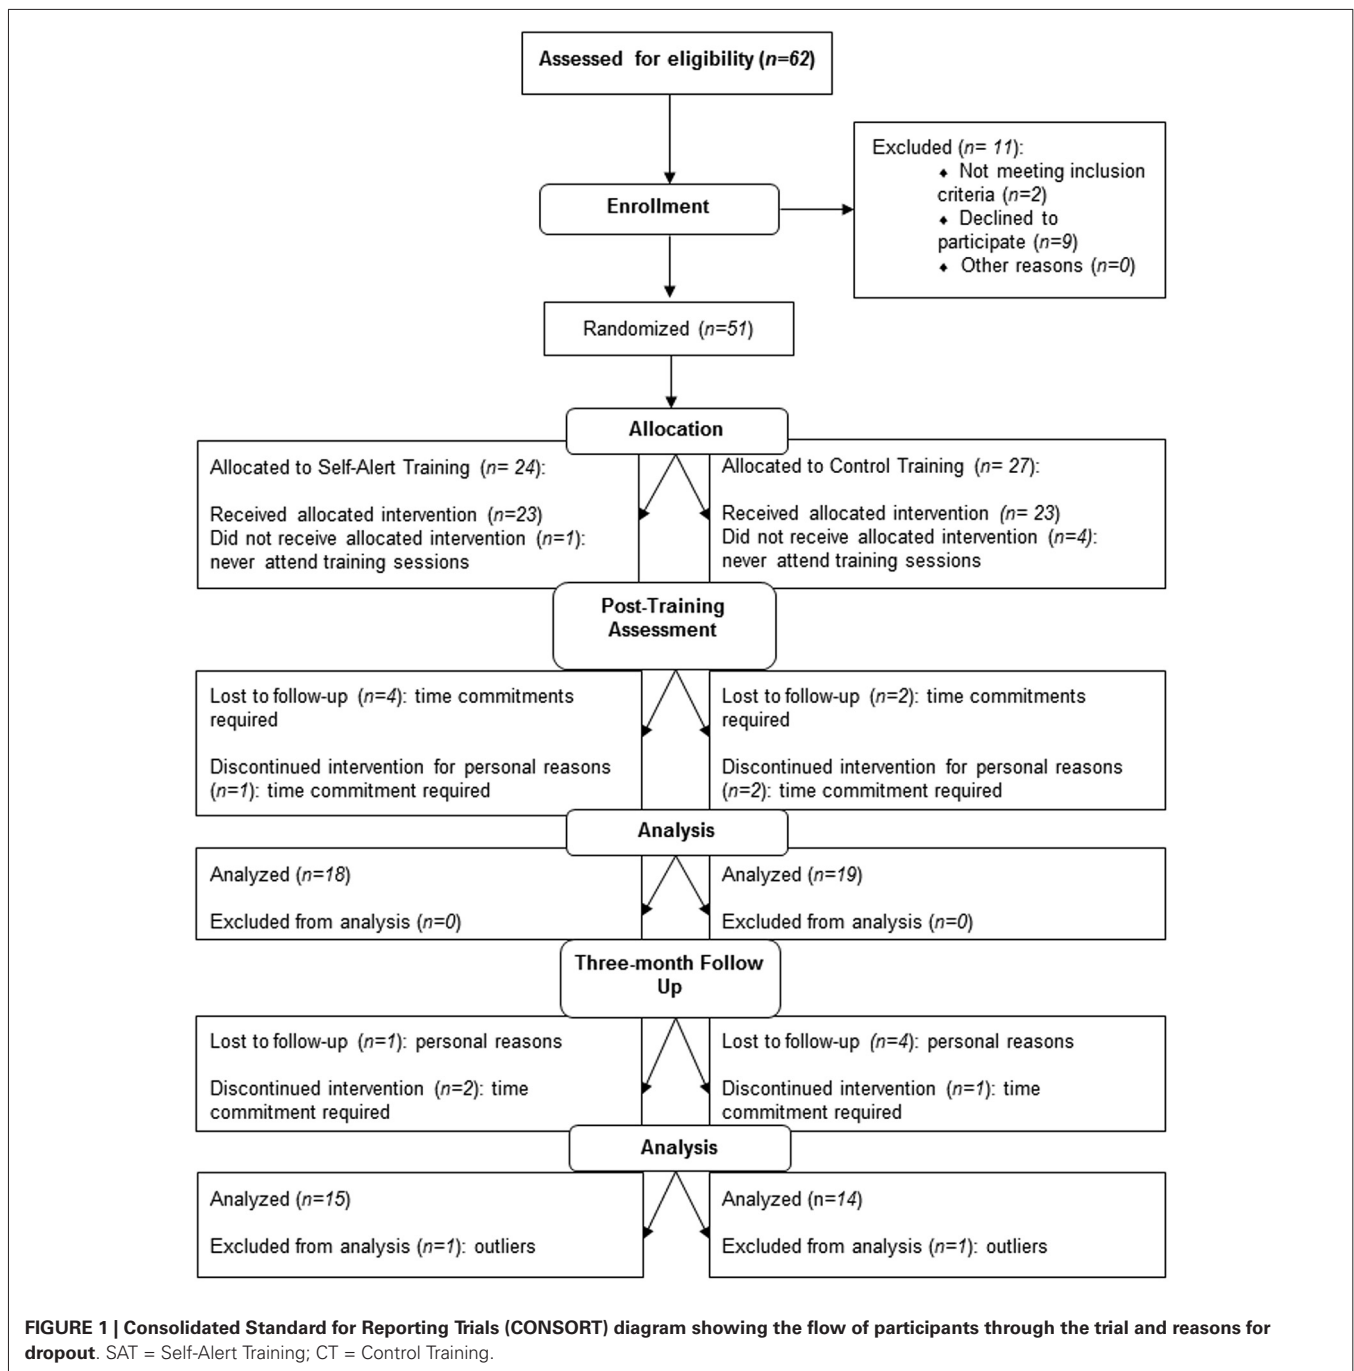 Assessed for eligibility (n=62)
Excluded (n= 11):
⬥ Not meeting inclusion
criteria (n=2)
⬥ Declined to
participate (n=9)
⬥ Other reasons (n=0)
Enrollment
Randomized (n=51)
Allocation
Allocated to Self-Alert Training (n= 24):
Received allocated intervention (n=23)
Did not receive allocated intervention (n=1):
never attend training sessions
Allocated to Control Training (n= 27):
Received allocated intervention (n= 23)
Did not receive allocated intervention (n=4):
never attend training sessions
Post-Training
Assessment
Lost to follow-up (n=4): time commitments
required
Discontinued intervention for personal reasons
(n=1): time commitment required
Lost to follow-up (n=2): time commitments
required
Discontinued intervention for personal reasons
(n=2): time commitment required
Analysis
Analyzed (n=18)
Excluded from analysis (n=0)
Analyzed (n=19)
Excluded from analysis (n=0)
Three-month Follow
Up
Lost to follow-up (n=1): personal reasons
Discontinued intervention (n=2): time
commitment required
Lost to follow-up (n=4): personal reasons
Discontinued intervention (n=1): time
commitment required
Analysis
Analyzed (n=15)
Excluded from analysis (n=1): outliers
Analyzed (n=14)
Excluded from analysis (n=1): outliers
FIGURE 1 | Consolidated Standard for Reporting Trials (CONSORT) diagram showing the flow of participants through the trial and reasons for
dropout. SAT = Self-Alert Training; CT = Control Training.